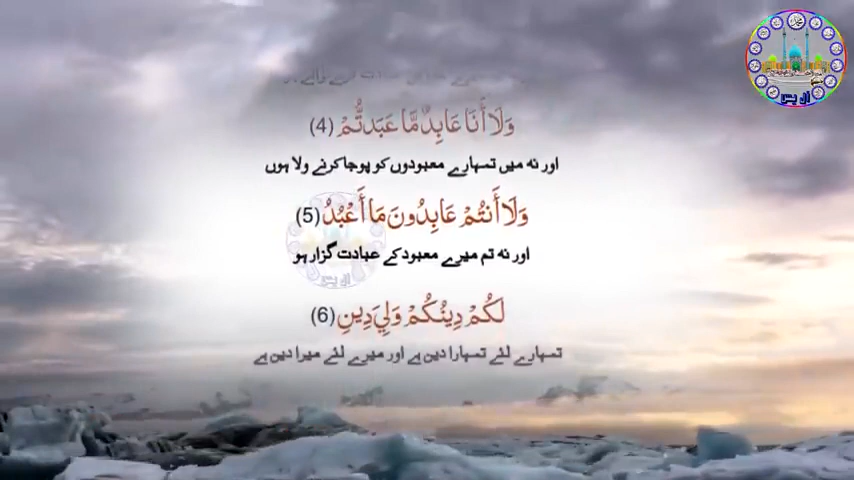 وَلَا أَنَا عَابِدٌ مَّا عَبَدتُّمْ (4)
اور نہ میں تمہارے معبودوں کو پوجا کرنے ولا ہوں
وَلَا أَنتُمْ عَابِدُونَ مَا أَعْبُدُ (5)
اور نہ تم میرے معبود کے عبادت گزار ہو
لَكُمْ دِينُكُمْ وَلِيَ دِينِ (6)
تمہارے لئے تمہارا دین ہے اور میرے لئے میرا دین ہے